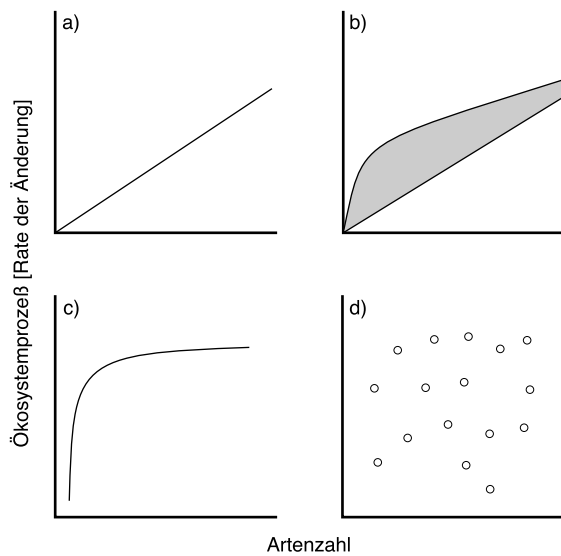 a)
b)
Ökosystemprozeß [Rate der Änderung]
c)
d)
Artenzahl